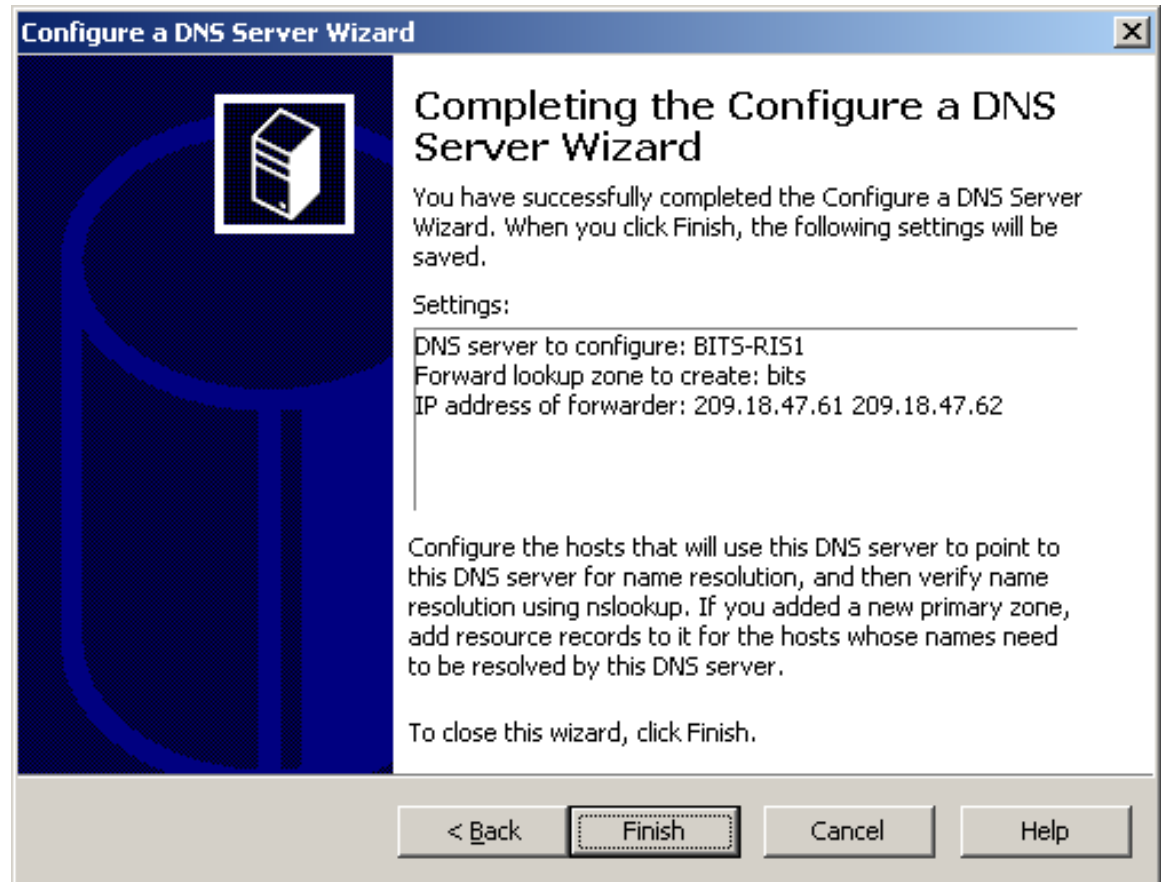 Configure a DNS Server Wizard
Completing the Configure a DNS
Server Wizard
You have successfully completed the Configure a DNS Server
Wizard. When you click Finish, the following settings will be
saved.
Settings:
DNS server to configure: BITS-RIS1
Forward lookup zone to create: bits
IP address of forwarder: 209.18.47.61 209.18.47.62
Configure the hosts that will use this DNS server to point to
this DNS server for name resolution, and then verify name
resolution using nslookup. If you added a new primary zone,
add resource records to it for the hosts whose names need
to be resolved by this DNS server.
To close this wizard, click Finish.
< Back Finish Cancel Help